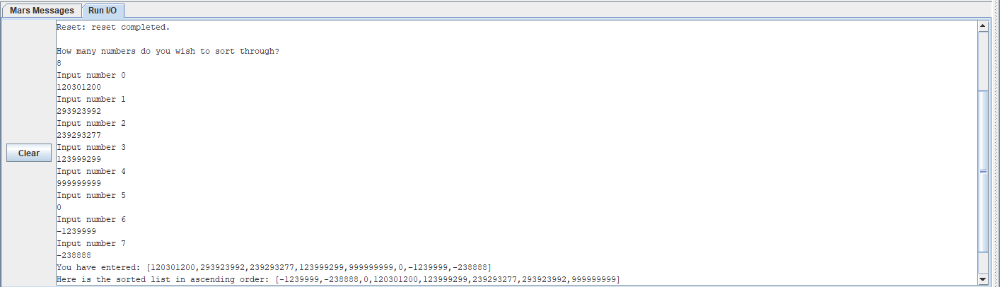 Mars Messages Run I/O
Reset: reset completed.
How many numbers do you wish to sort through?
8
Input number 0
120301200
Input number 1
293923992
Input number 2
239293277
Input number 3
123999299
Input number 4
999999999
Input number 5
0
Input number 6
-1239999
Input number 7
-238888
You have entered: [120301200,293923992,239293277,123999299,999999999,0,-1239999,-238888]
Here is the sorted list in ascending order: [-1239999,-238888,0,120301200,123999299,239293277,293923992,999999999]
Clear